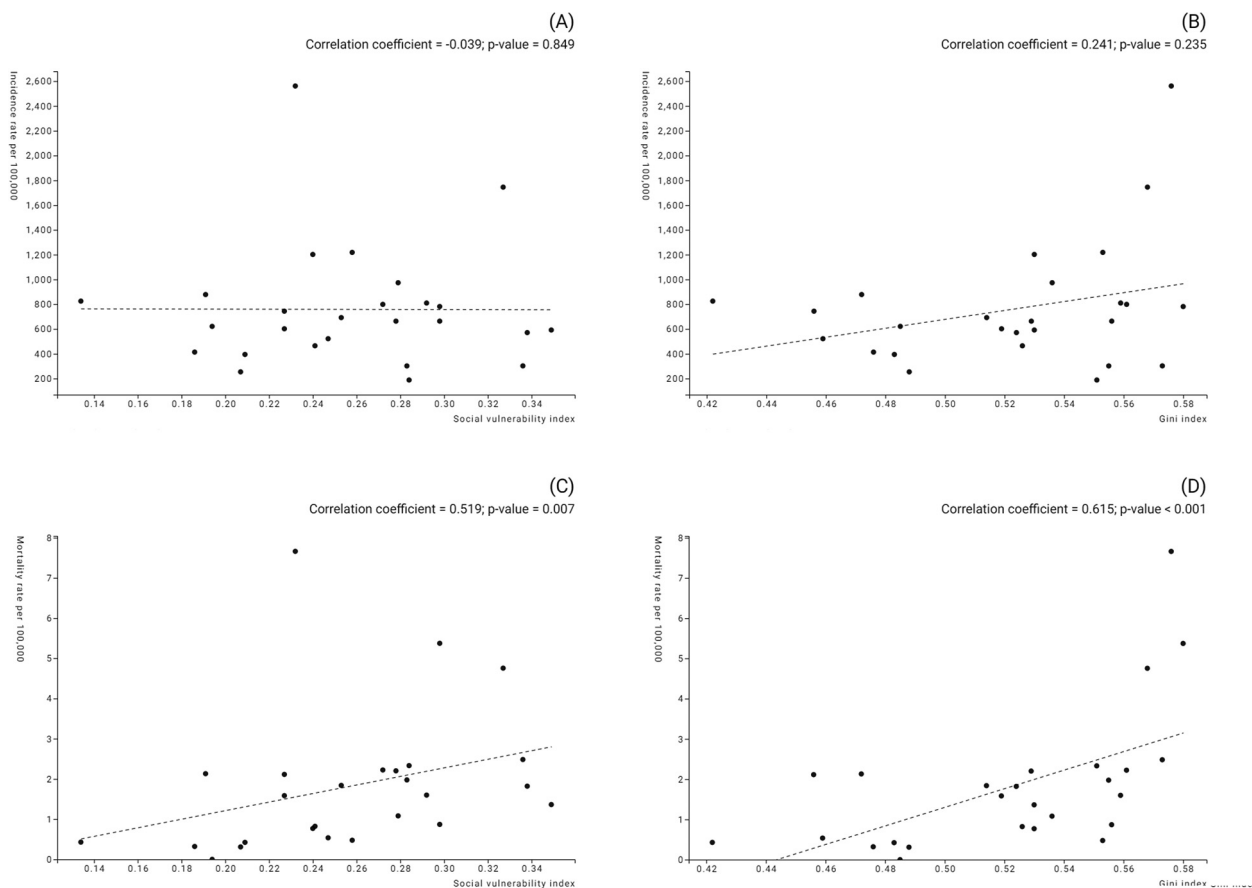 (A)
Correlation coefficient = -0.039; p-value = 0.849
Incidence rate per 100,000
2,600
2,400
2,200
2,000
1,800
1,600
1,400
1,200
1,000
800
600
400
200
0.14 0.16 0.18 0.20 0.22 0.24 0.26 0.28 0.30 0.32 0.34
Social vulnerability index
(B)
Correlation coefficient = 0.241; p-value = 0.235
Incidence rate per 100,000
2,600
2,400
2,200
2,000
1,800
1,600
1,400
1,200
1,000
800
600
400
200
0.42 0.44 0.46 0.48 0.50 0.52 0.54 0.56 0.58
Gini index
(C)
Correlation coefficient = 0.519; p-value = 0.007
Mortality rate per 100,000
8
7
6
5
4
3
2
1
0
0.14 0.16 0.18 0.20 0.22 0.24 0.26 0.28 0.30 0.32 0.34
Social vulnerability index
(D)
Correlation coefficient = 0.615; p-value < 0.001
Mortality rate per 100,000
8
7
6
5
4
3
2
1
0
0.42 0.44 0.46 0.48 0.50 0.52 0.54 0.56 0.58
Gini index